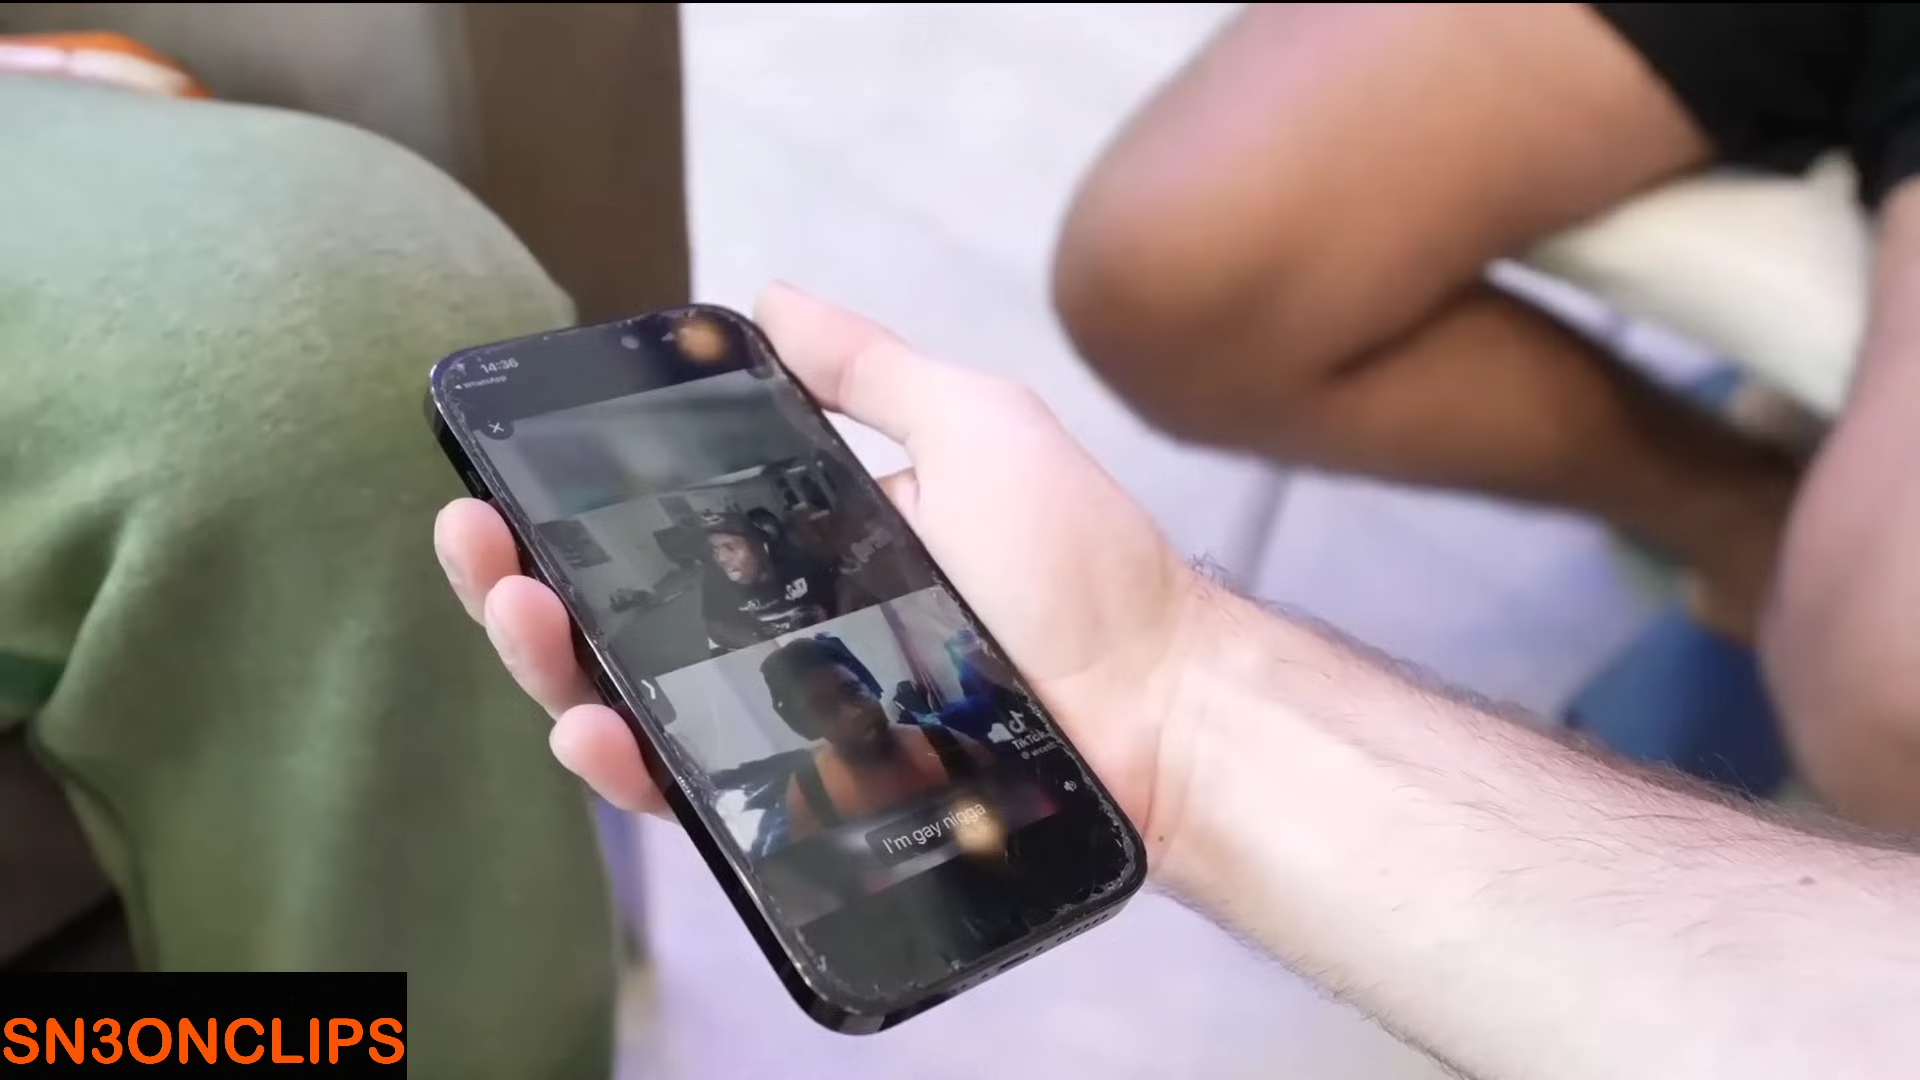 14:36
◂ WhatsApp
TikTok
I'm gay nigga
SN3ONCLIPS